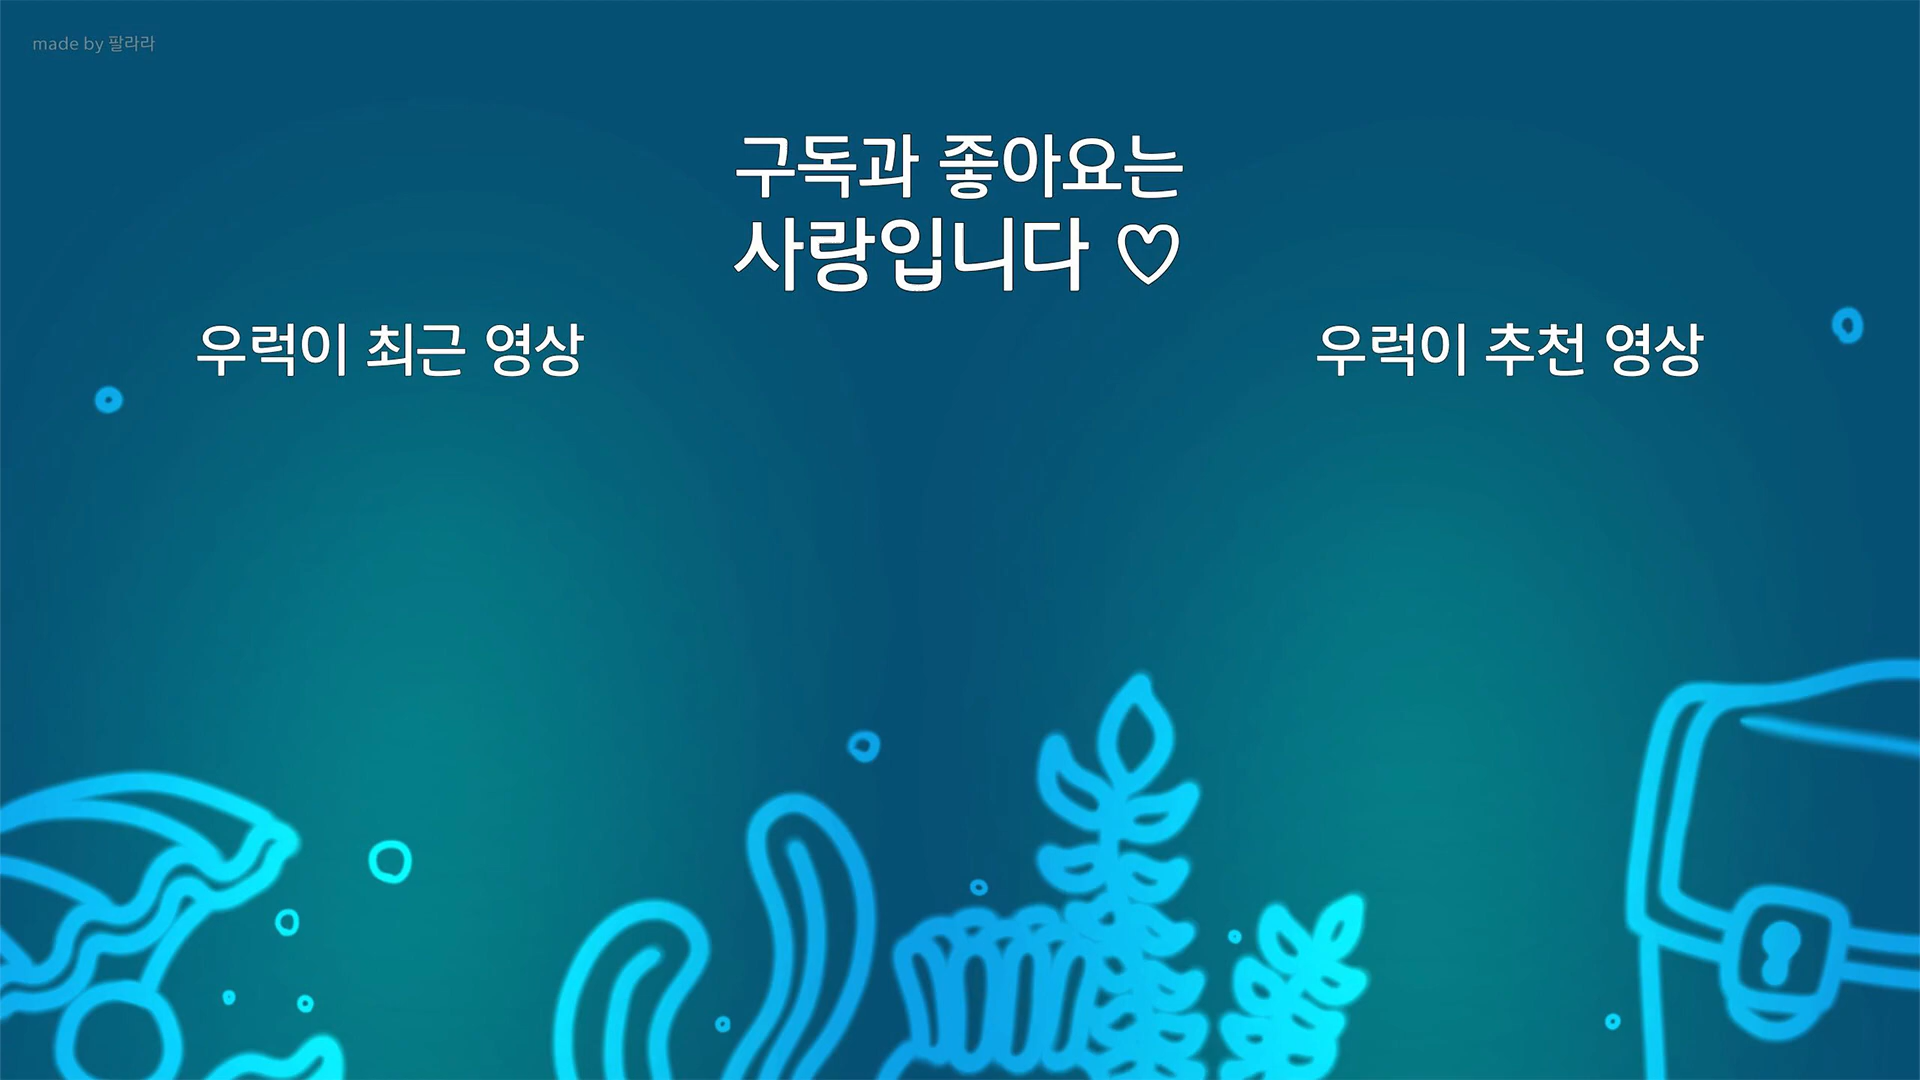 made by 팔라라
구독과 좋아요는
사랑입니다 ♡
우럭이 최근 영상
우럭이 추천 영상